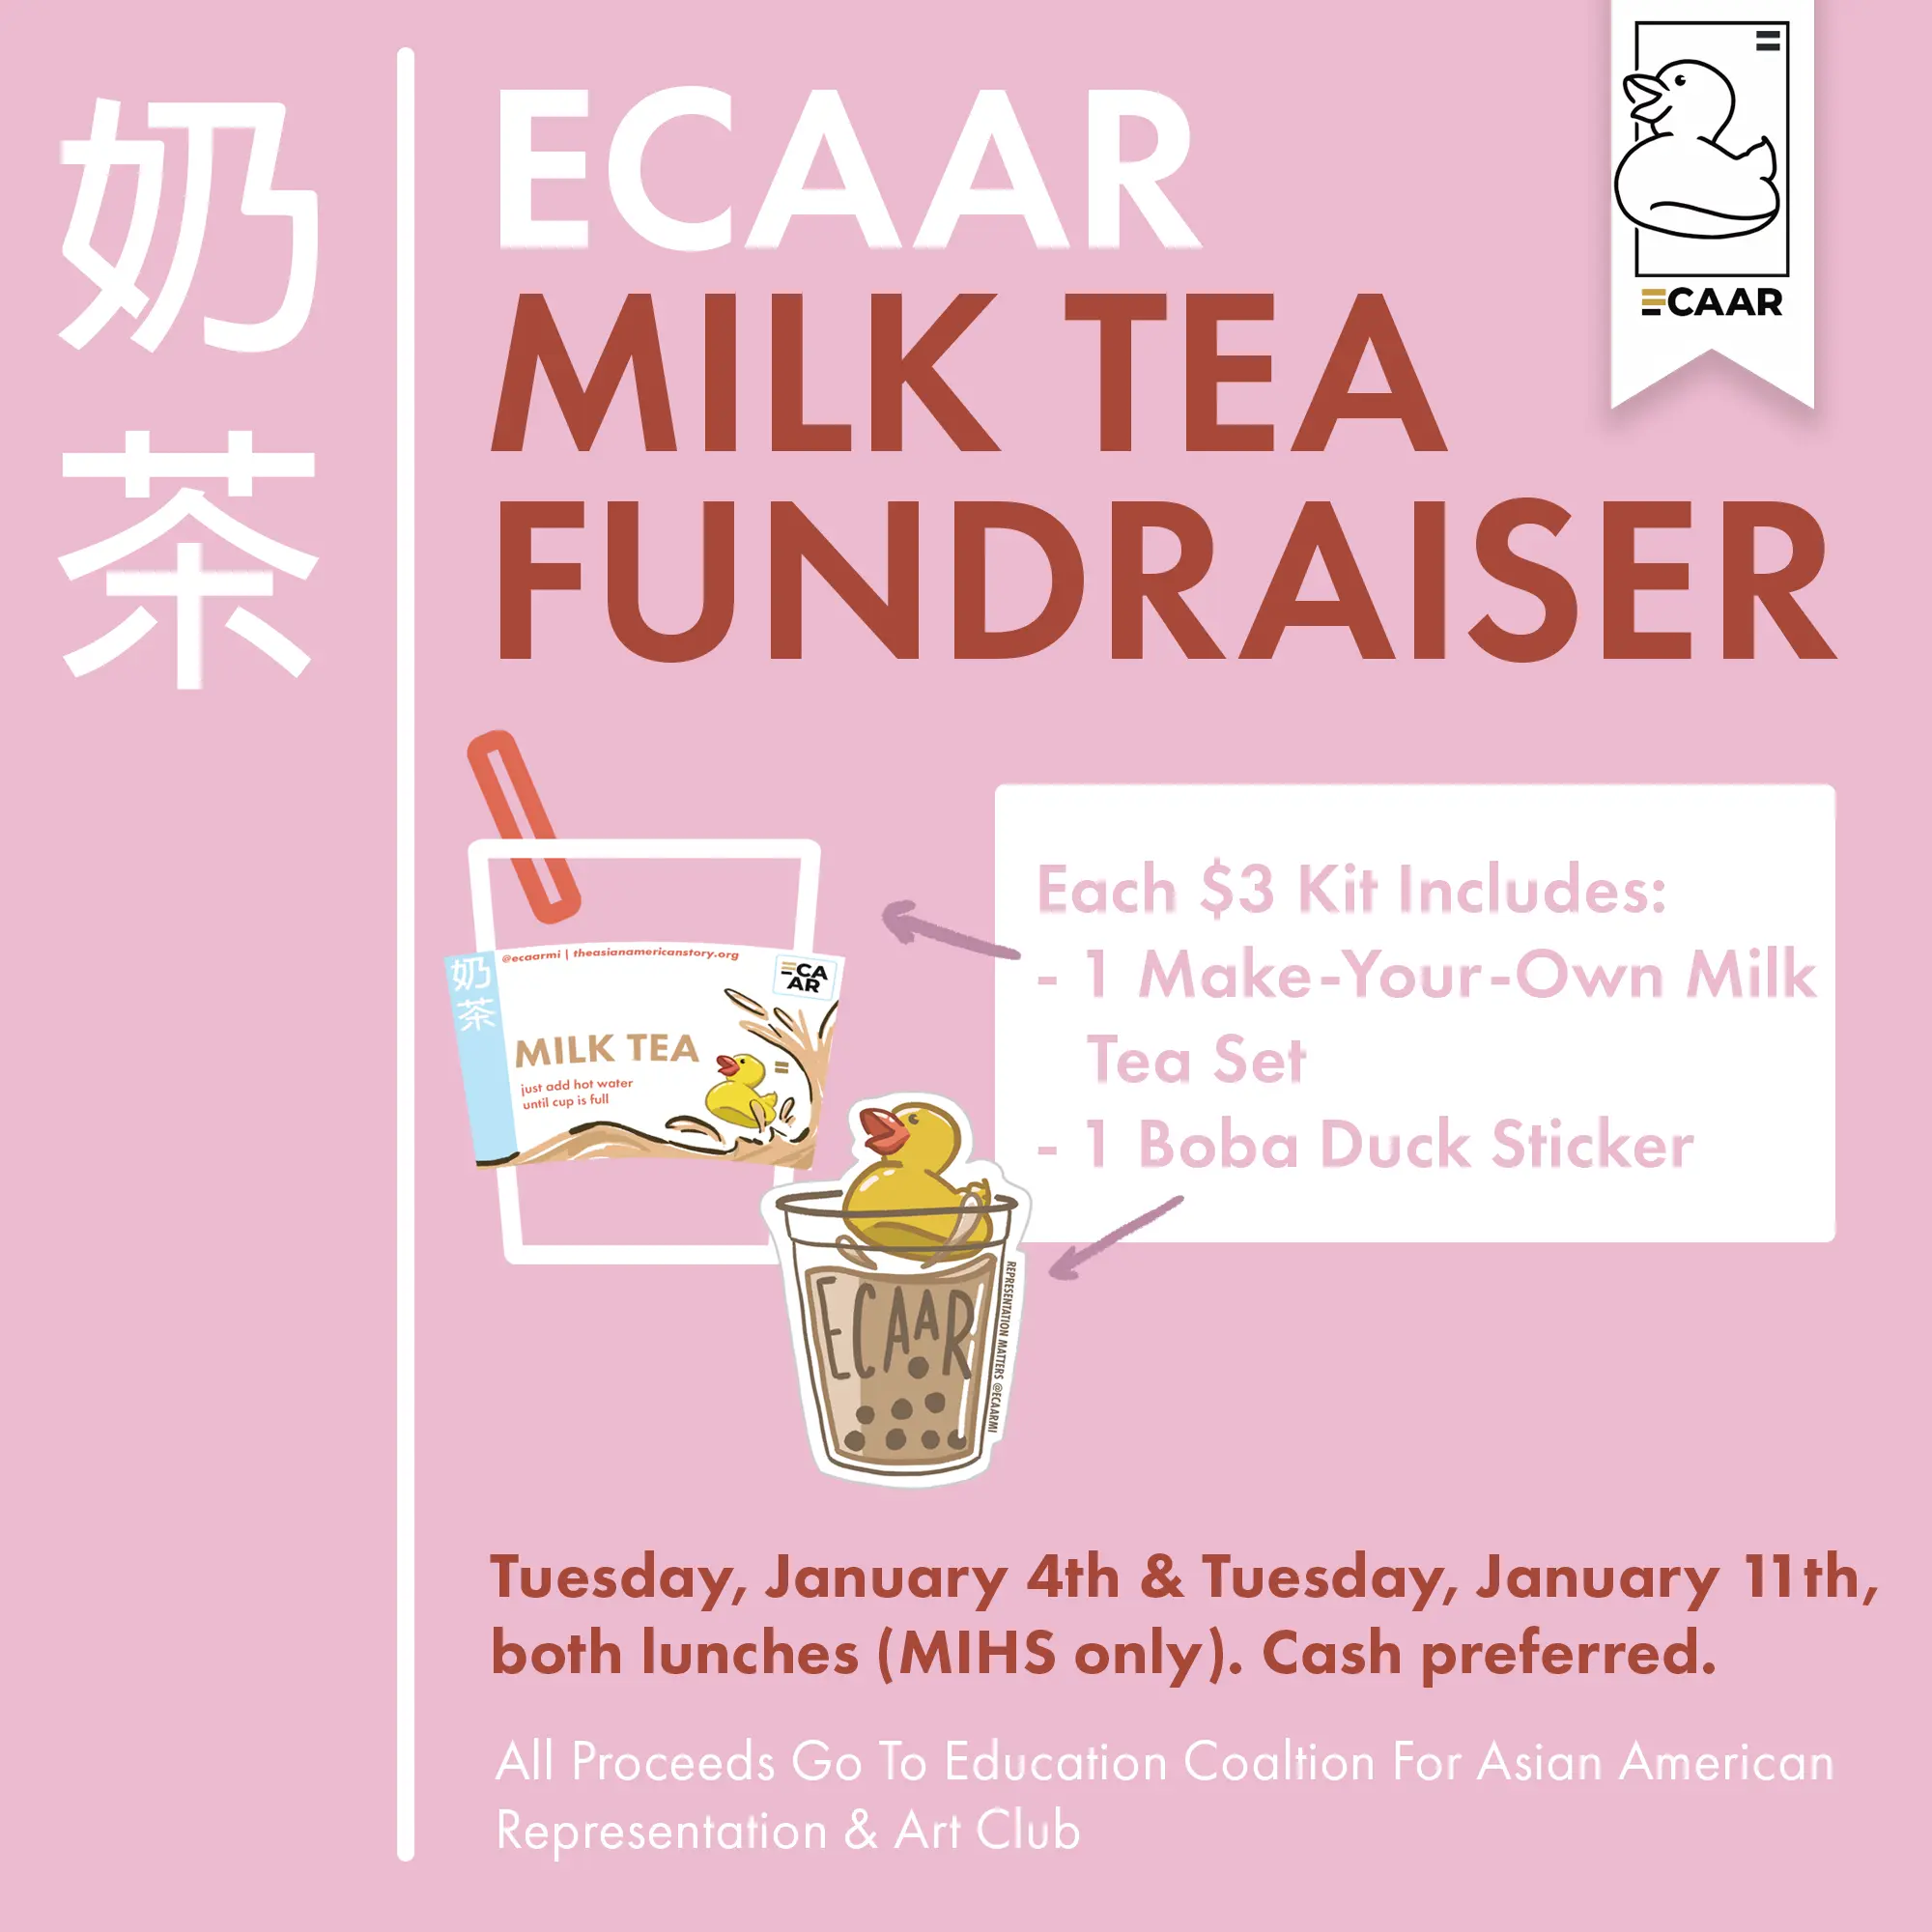 奶
茶
ECAAR
MILK TEA
FUNDRAISER
ECAAR
Each $3 Kit Includes:
- 1 Make-Your-Own Milk
Tea Set
- 1 Boba Duck Sticker
@ecaarmi | theasianamericanstory.org
奶
茶
CA
AR
MILK TEA
just add hot water
until cup is full
ECAAR
REPRESENTATION MATTERS @ECAARMI
Tuesday, January 4th & Tuesday, January 11th,
both lunches (MIHS only). Cash preferred.
All Proceeds Go To Education Coaltion For Asian American
Representation & Art Club